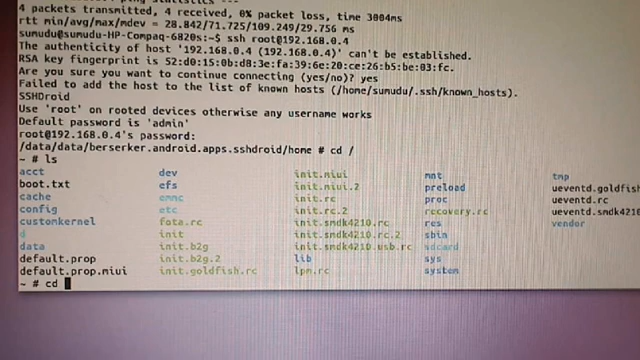 4 packets transmitted, 4 received, 0% packet loss, time 3004ms
rtt min/avg/max/mdev = 28.842/71.725/109.249/29.756 ms
sumudu@sumudu-HP-Compaq-6820s:~$ ssh root@192.168.0.4
The authenticity of host '192.168.0.4 (192.168.0.4)' can't be established.
RSA key fingerprint is 52:d0:15:0b:d8:3e:fa:39:6e:20:ce:26:b5:be:03:fc.
Are you sure you want to continue connecting (yes/no)? yes
Failed to add the host to the list of known hosts (/home/sumudu/.ssh/known_hosts).
SSHDroid
Use 'root' on rooted devices otherwise any username works
Default password is 'admin'
root@192.168.0.4's password:
/data/data/berserker.android.apps.sshdroid/home # cd /
~ # ls
acct dev init.miui mnt tmp
boot.txt efs init.miui.2 preload ueventd.goldfish
cache emmc init.rc proc ueventd.rc
config etc init.rc.2 recovery.rc ueventd.smdk4210
customkernel fota.rc init.smdk4210.rc res vendor
d init init.smdk4210.rc.2 sbin
data init.b2g init.smdk4210.usb.rc sdcard
default.prop init.b2g.2 lib sys
default.prop.miui init.goldfish.rc lpm.rc system
~ # cd